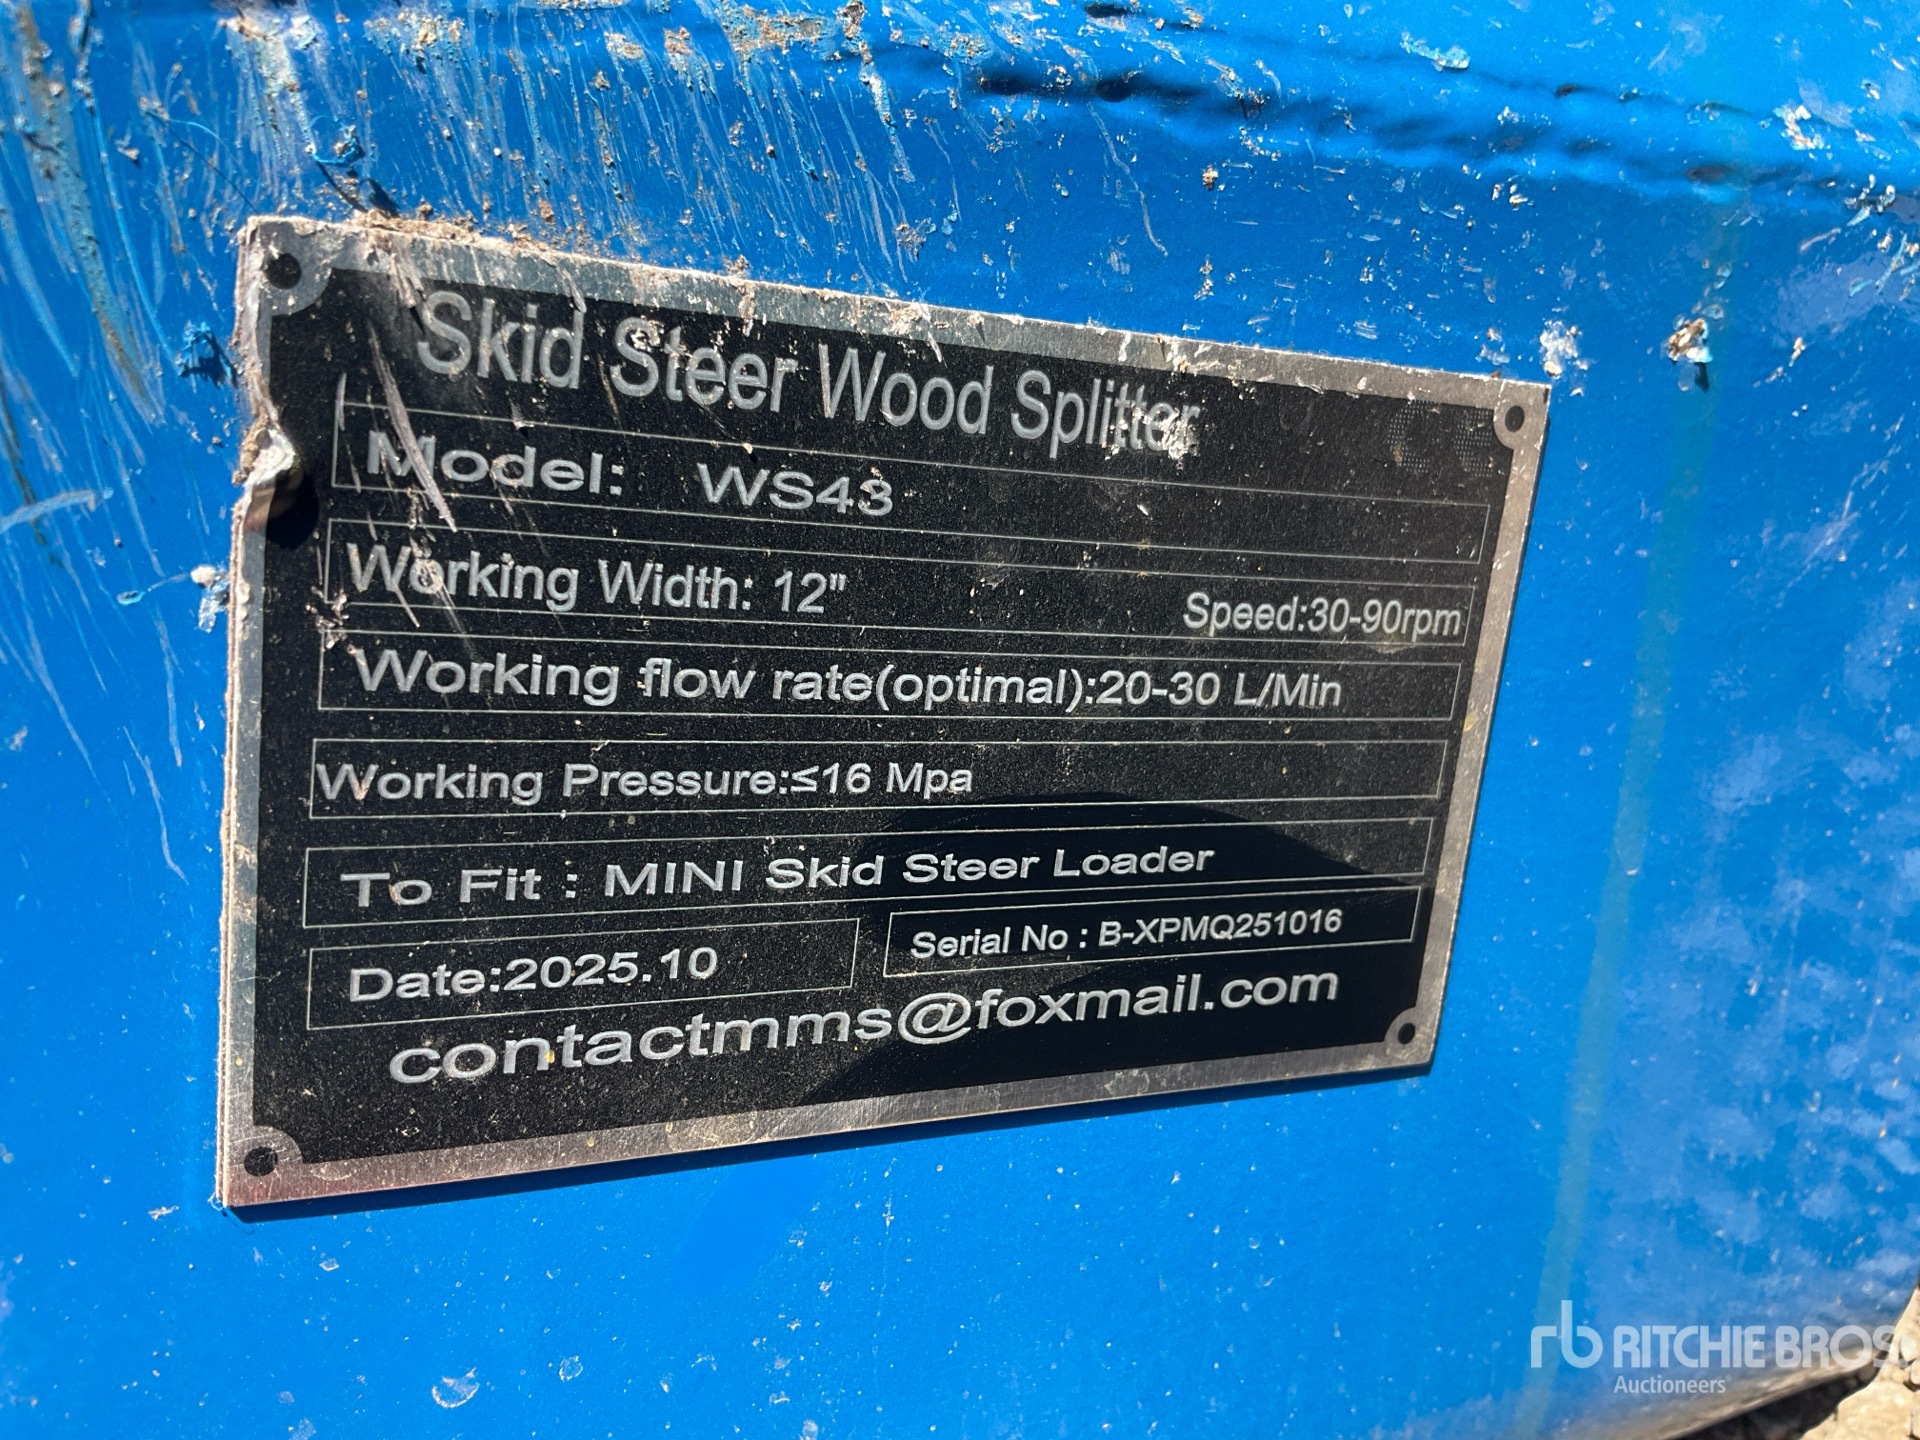 Skid Steer Wood Splitter
Model: WS43
Working Width: 12" Speed:30-90rpm
Working flow rate(optimal):20-30 L/Min
Working Pressure:≤16 Mpa
To Fit : MINI Skid Steer Loader
Date:2025.10 Serial No : B-XPMQ251016
contactmms@foxmail.com
rb RITCHIE BROS
Auctioneers